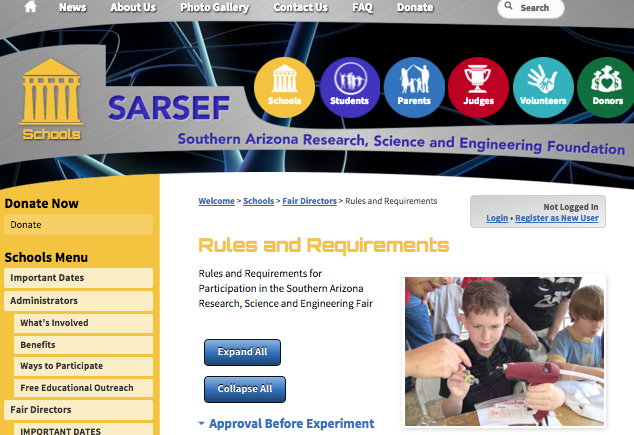 News About Us Photo Gallery Contact Us FAQ Donate Search
Schools
SARSEF
Schools Students Parents Judges Volunteers Donors
Southern Arizona Research, Science and Engineering Foundation
Donate Now
Donate
Schools Menu
Important Dates
Administrators
What's Involved
Benefits
Ways to Participate
Free Educational Outreach
Fair Directors
IMPORTANT DATES
Welcome > Schools > Fair Directors > Rules and Requirements
Not Logged In
Login • Register as New User
Rules and Requirements
Rules and Requirements for
Participation in the Southern Arizona
Research, Science and Engineering Fair
Expand All
Collapse All
Approval Before Experiment